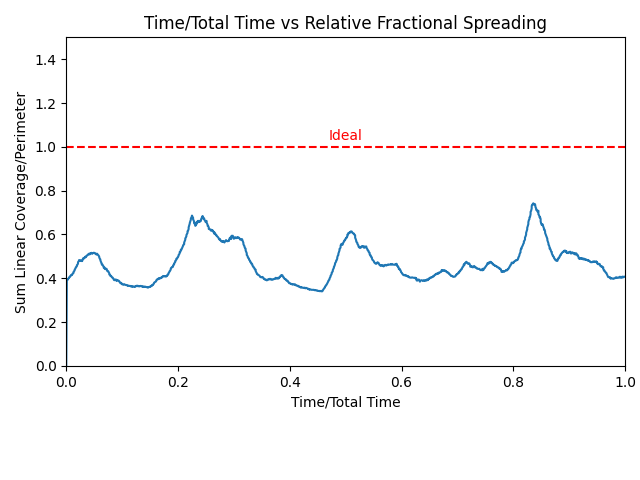 Time/Total Time vs Relative Fractional Spreading
1.4
1.2
1.0
0.8
0.6
0.4
0.2
0.0
Sum Linear Coverage/Perimeter
Ideal
0.0 0.2 0.4 0.6 0.8 1.0
Time/Total Time